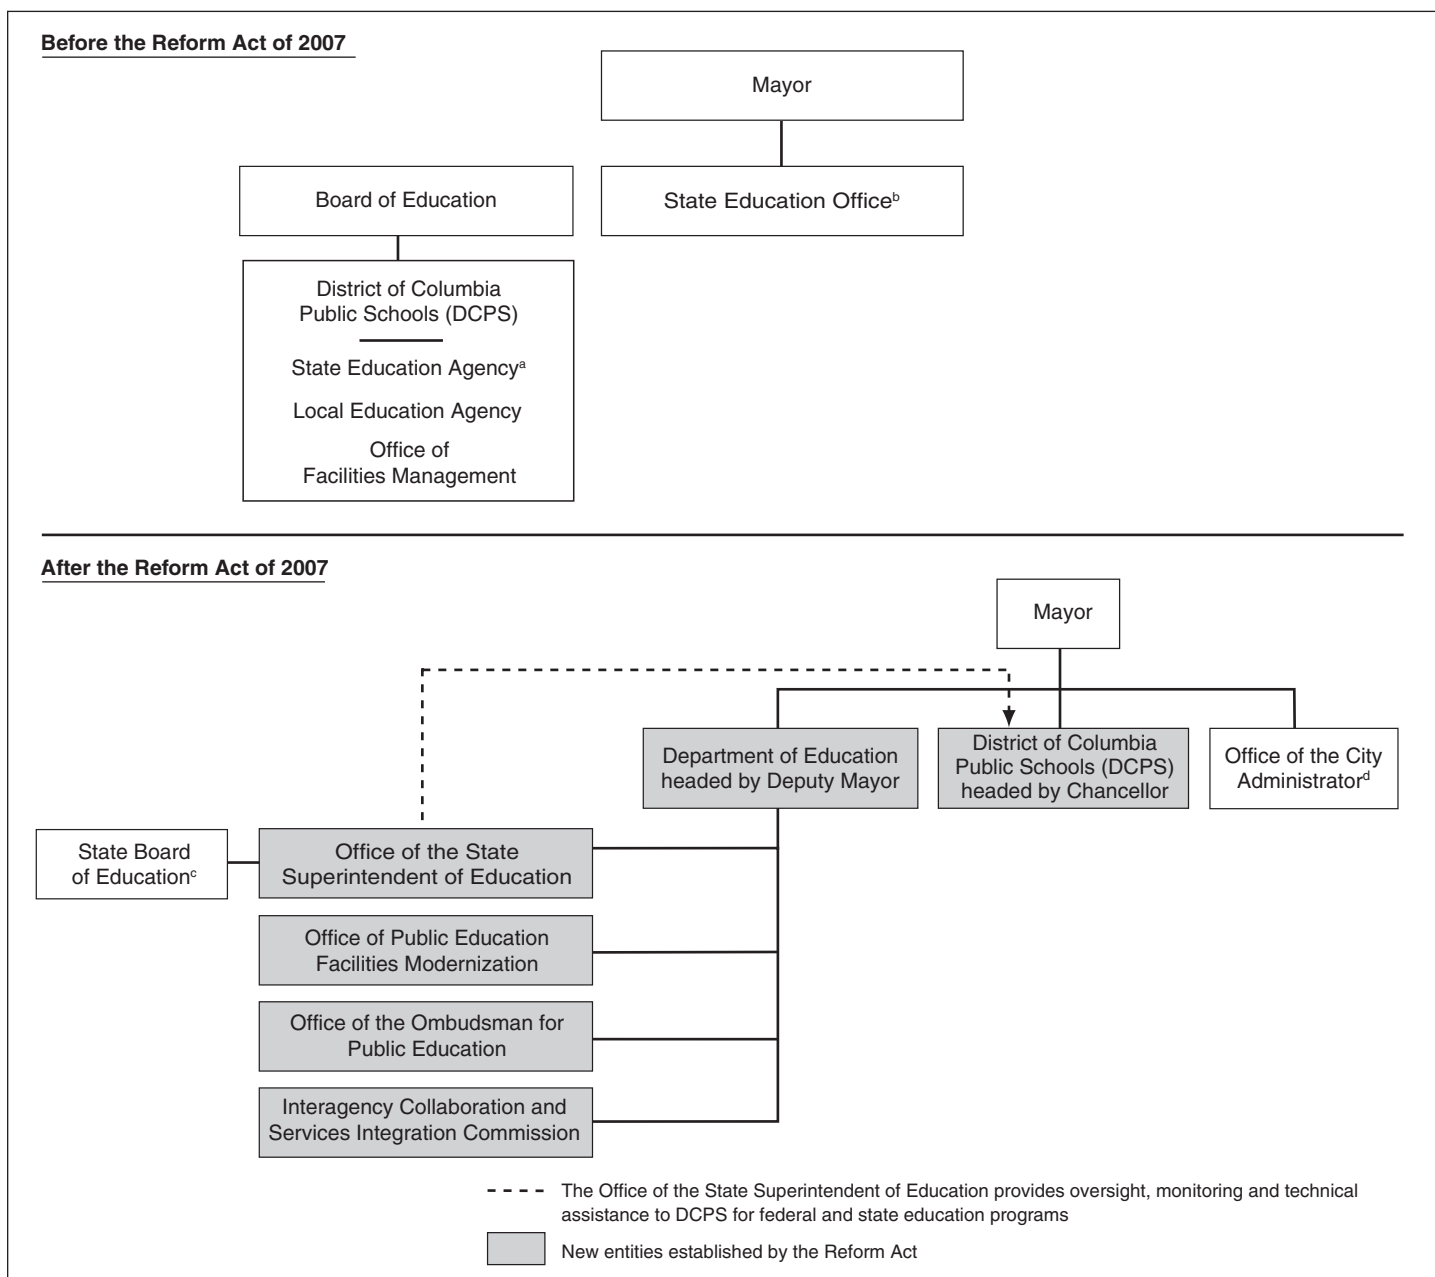 Before the Reform Act of 2007
Mayor
Board of Education
State Education Officeᵇ
District of Columbia
Public Schools (DCPS)
State Education Agencyᵃ
Local Education Agency
Office of
Facilities Management
After the Reform Act of 2007
Mayor
Department of Education
headed by Deputy Mayor
District of Columbia
Public Schools (DCPS)
headed by Chancellor
Office of the City
Administratorᵈ
State Board
of Educationᶜ
Office of the State
Superintendent of Education
Office of Public Education
Facilities Modernization
Office of the Ombudsman for
Public Education
Interagency Collaboration and
Services Integration Commission
The Office of the State Superintendent of Education provides oversight, monitoring and technical
assistance to DCPS for federal and state education programs
New entities established by the Reform Act